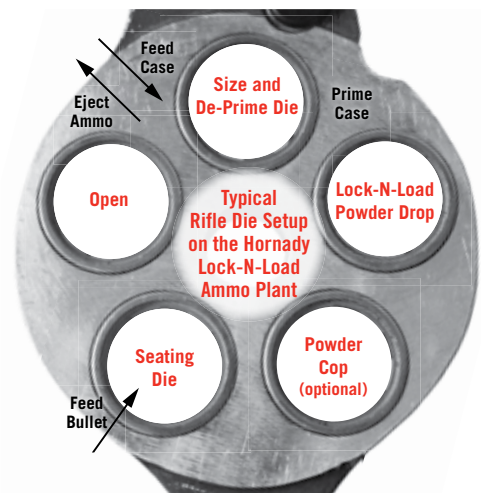 Feed
Case
Eject
Ammo
Size and
De-Prime Die
Prime
Case
Open
Lock-N-Load
Powder Drop
Typical
Rifle Die Setup
on the Hornady
Lock-N-Load
Ammo Plant
Seating
Die
Powder
Cop
(optional)
Feed
Bullet